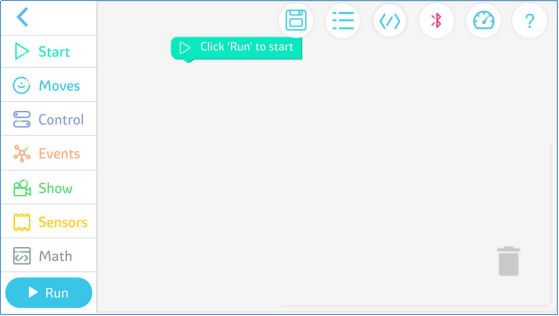 Click 'Run' to start
Start
Moves
Control
Events
Show
Sensors
Math
Run
?